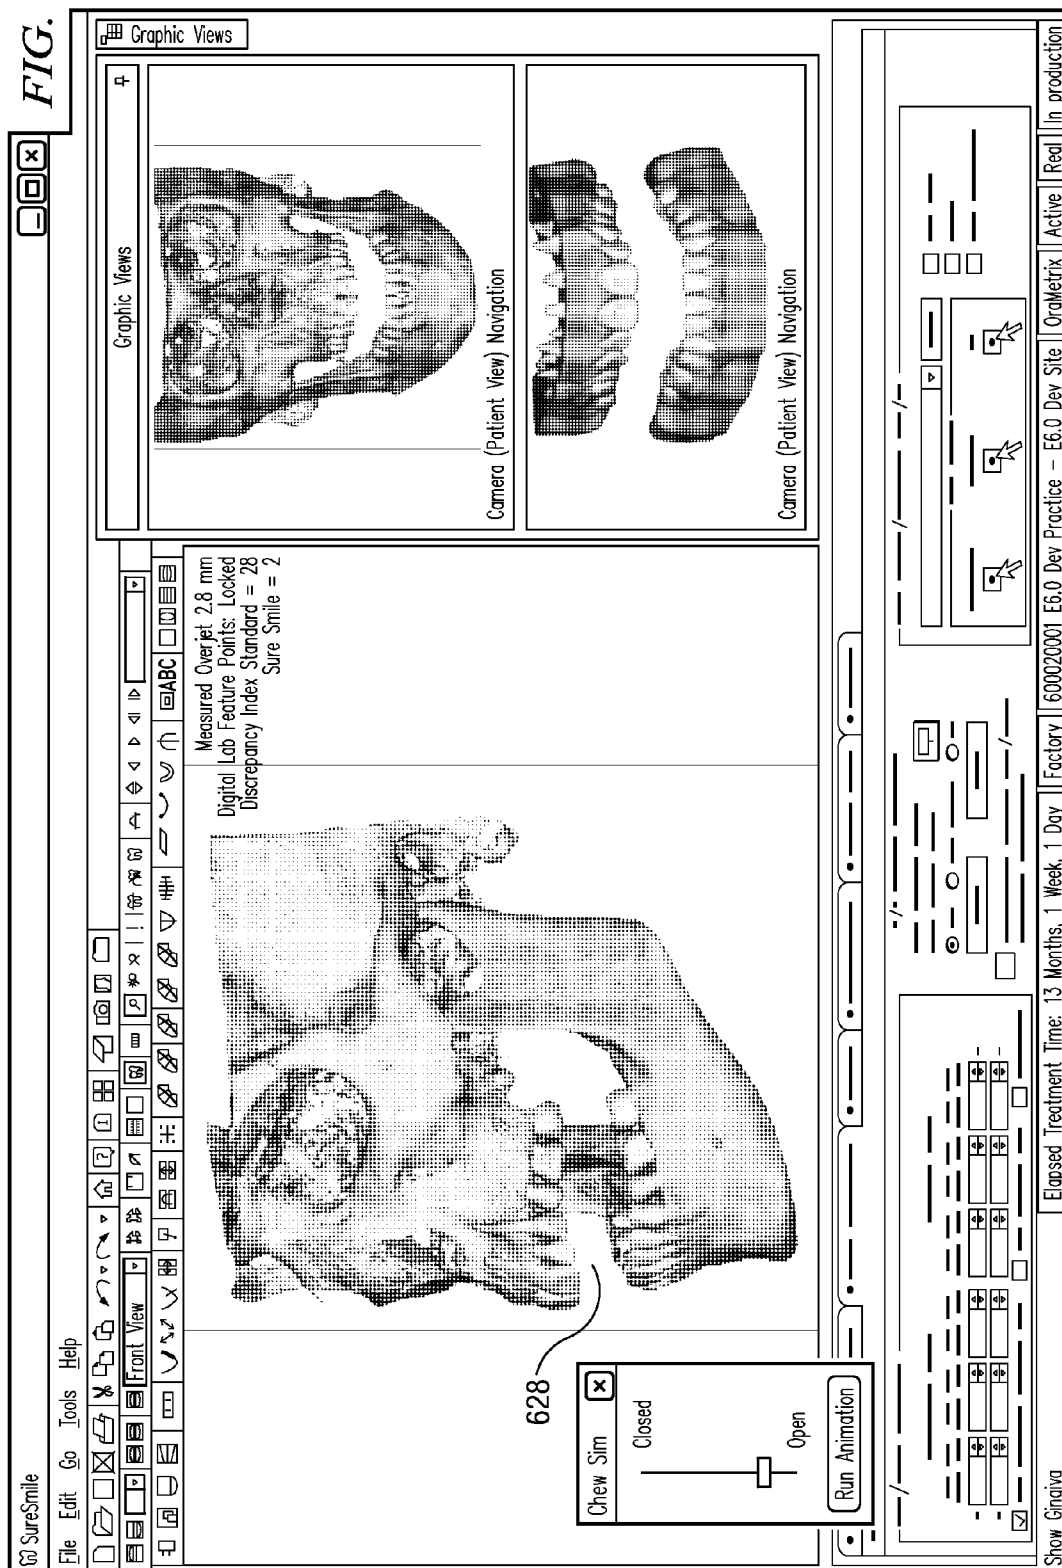 FIG.
SureSmile
File Edit Go Tools Help
Front View
ABC
Graphic Views
Graphic Views
Measured Overjet 2.8 mm
Digital Lab Feature Points: Locked
Discrepancy Index Standard = 28
Sure Smile = 2
Camera (Patient View) Navigation
Camera (Patient View) Navigation
628
Chew Sim
Closed
Open
Run Animation
Show Gingiva
Elapsed Treatment Time: 13 Months, 1 Week, 1 Day
Factory
600020001 E6.0 Dev Practice - E6.0 Dev Site
OraMetrix
Active
Real
In production